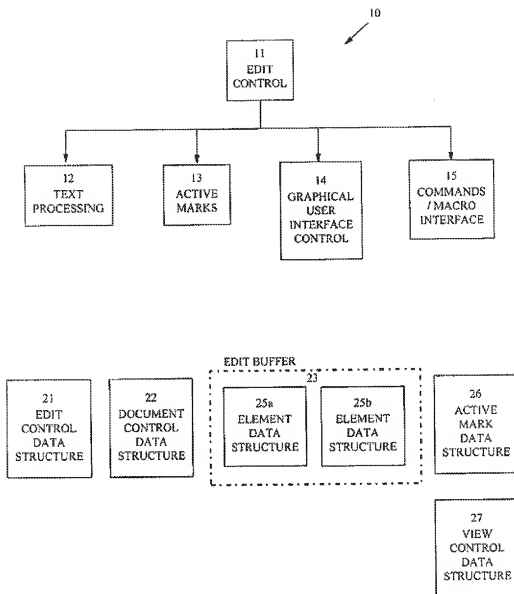 10
11
EDIT
CONTROL
12
TEXT
PROCESSING
13
ACTIVE
MARKS
14
GRAPHICAL
USER
INTERFACE
CONTROL
15
COMMANDS
/ MACRO
INTERFACE
EDIT BUFFER
23
21
EDIT
CONTROL
DATA
STRUCTURE
22
DOCUMENT
CONTROL
DATA
STRUCTURE
25a
ELEMENT
DATA
STRUCTURE
25b
ELEMENT
DATA
STRUCTURE
26
ACTIVE
MARK
DATA
STRUCTURE
27
VIEW
CONTROL
DATA
STRUCTURE